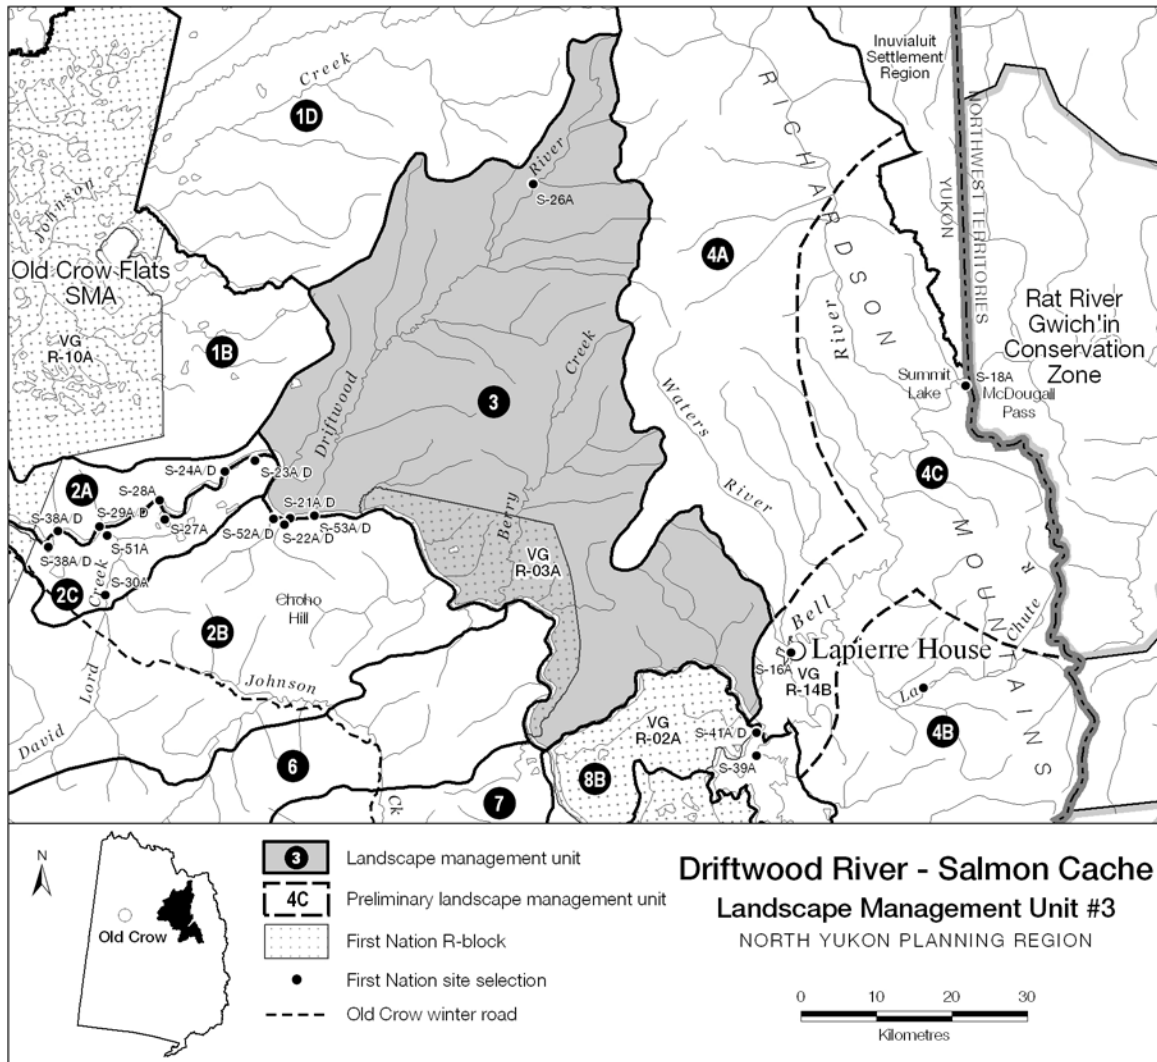 Creek
1D
Inuvialuit
Settlement
Region
RICHARDSON
NORTHWEST TERRITORIES
YUKON
River
S-26A
Johnson
Old Crow Flats
SMA
VG
R-10A
1B
4A
River
Rat River
Gwich'in
Conservation
Zone
Creek
Summit
Lake
S-18A
McDougall
Pass
3
Driftwood
Waters
River
4C
2A
S-24A/D
S-23A/D
S-28A
S-29A/D
S-27A
S-38A/D
S-51A
S-38A/D
S-30A
S-21A/D
S-52A/D
S-53A/D
S-22A/D
Berry
VG
R-03A
MOUNTAINS
2C
Creek
Choho
Hill
2B
Bell
R
Chute
La
Lapierre House
S-16A
VG
R-14B
Lord
David
Johnson
Ck
VG
R-02A
S-41A/D
S-39A
4B
6
7
8B
N
Old Crow
3 Landscape management unit
4C Preliminary landscape management unit
First Nation R-block
First Nation site selection
Old Crow winter road
Driftwood River - Salmon Cache
Landscape Management Unit #3
NORTH YUKON PLANNING REGION
0 10 20 30
Kilometres